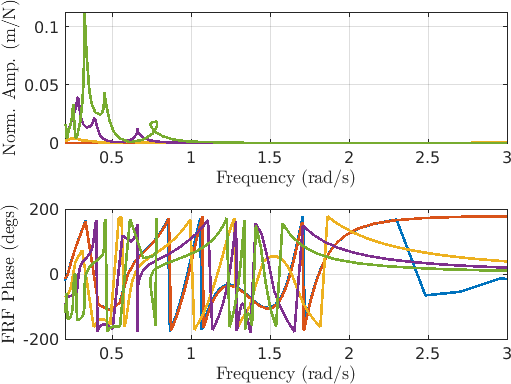 Norm. Amp. (m/N)
0.1
0.05
0
0.5 1 1.5 2 2.5 3
Frequency (rad/s)
FRF Phase (degs)
200
0
-200
0.5 1 1.5 2 2.5 3
Frequency (rad/s)